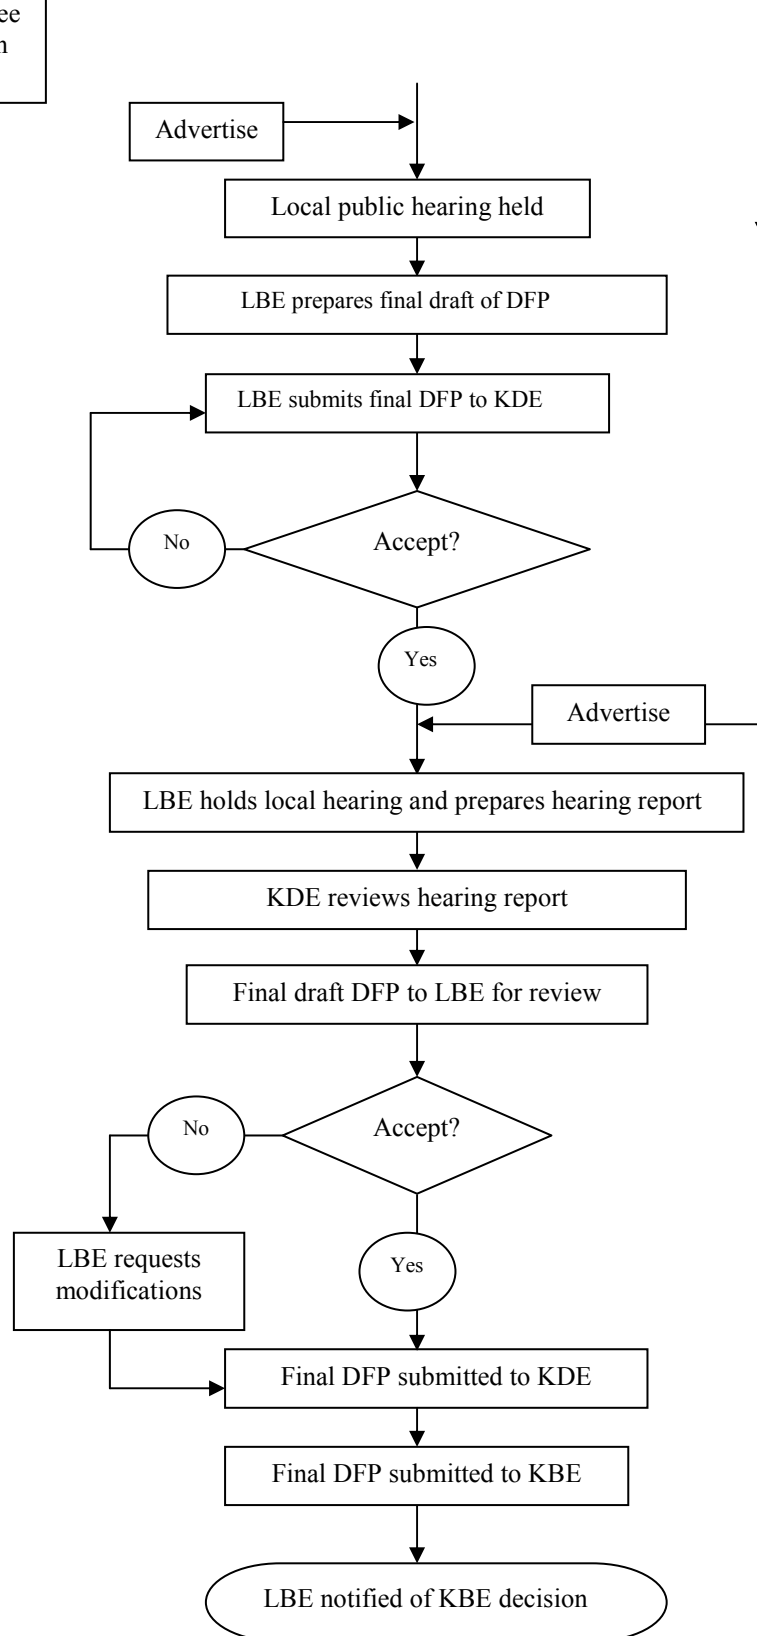 Advertise
Local public hearing held
LBE prepares final draft of DFP
LBE submits final DFP to KDE
No
Accept?
Yes
Advertise
LBE holds local hearing and prepares hearing report
KDE reviews hearing report
Final draft DFP to LBE for review
No
Accept?
LBE requests
modifications
Yes
Final DFP submitted to KDE
Final DFP submitted to KBE
LBE notified of KBE decision